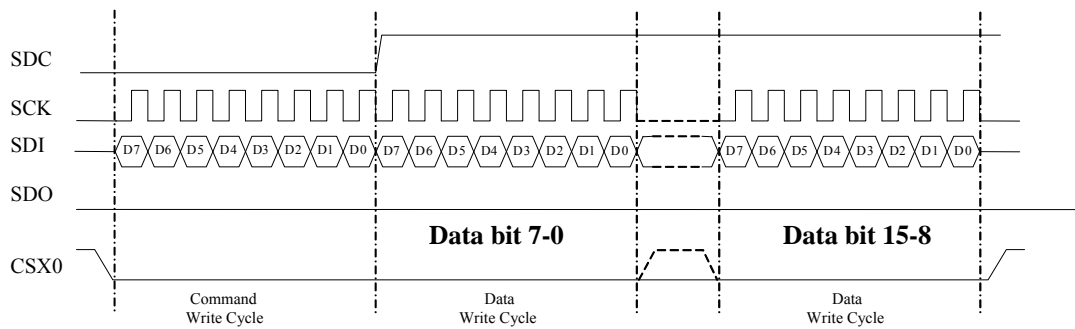 SDC
SCK
SDI D7 D6 D5 D4 D3 D2 D1 D0 D7 D6 D5 D4 D3 D2 D1 D0 D7 D6 D5 D4 D3 D2 D1 D0
SDO
Data bit 7-0 Data bit 15-8
CSX0
Command Data Data
Write Cycle Write Cycle Write Cycle